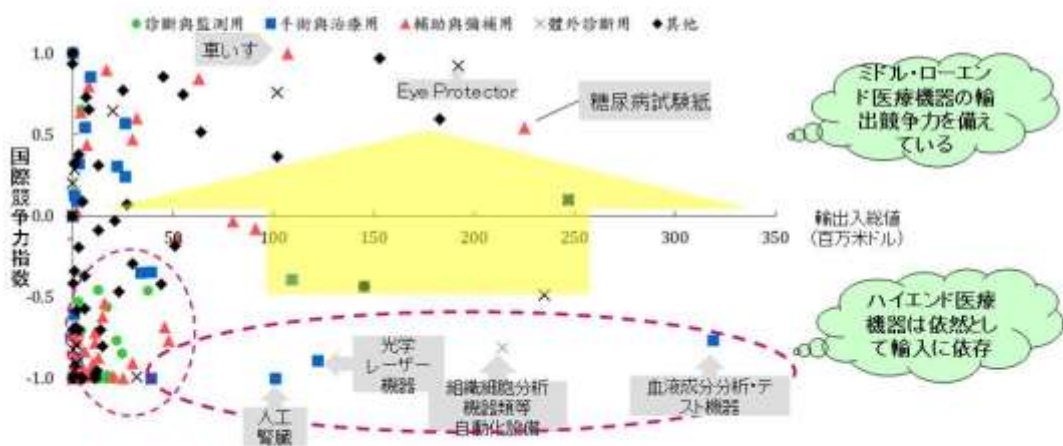 診斷與監測用 手術與治療用 輔助與彌補用 體外診斷用 其他
国際競争力指数
1.0
0.5
0.0
-0.5
-1.0
50
100
150
200
250
300
350
輸出入総値
(百万米ドル)
車いす
Eye Protector
糖尿病試験紙
ミドル・ローエン
ド医療機器の輸
出競争力を備え
ている
ハイエンド医療
機器は依然とし
て輸入に依存
光学
レーザー
機器
人工
腎臓
組織細胞分析
機器類等
自動化設備
血液成分分析・テ
スト機器